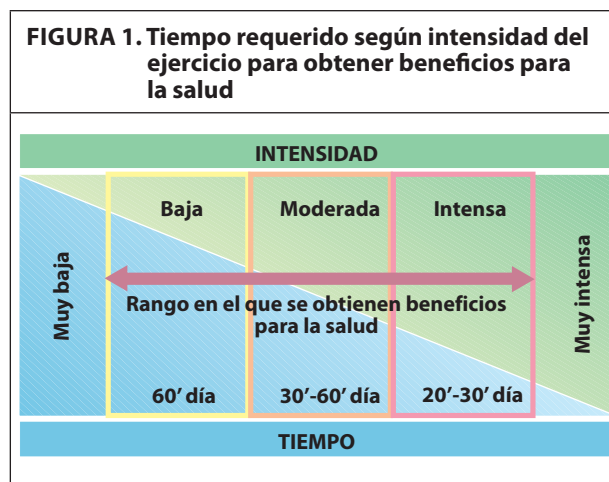 FIGURA 1. Tiempo requerido según intensidad del
ejercicio para obtener beneficios para
la salud
INTENSIDAD
Muy baja
Baja
Moderada
Intensa
Muy intensa
Rango en el que se obtienen beneficios
para la salud
60’ día
30’-60’ día
20’-30’ día
TIEMPO